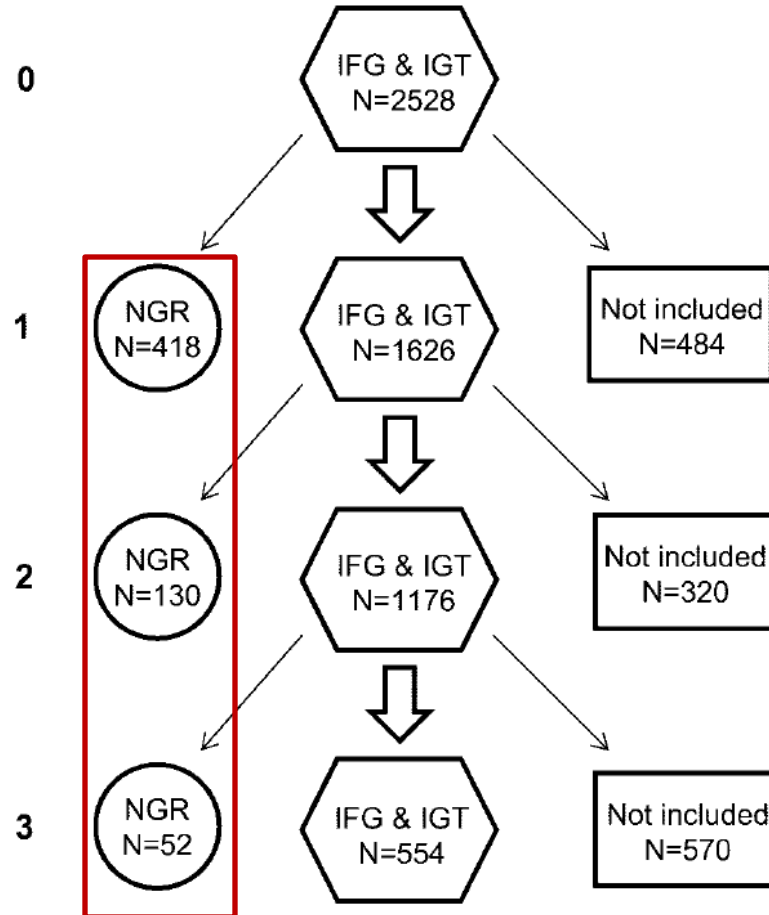 0
IFG & IGT
N=2528
1
NGR
N=418
IFG & IGT
N=1626
Not included
N=484
2
NGR
N=130
IFG & IGT
N=1176
Not included
N=320
3
NGR
N=52
IFG & IGT
N=554
Not included
N=570